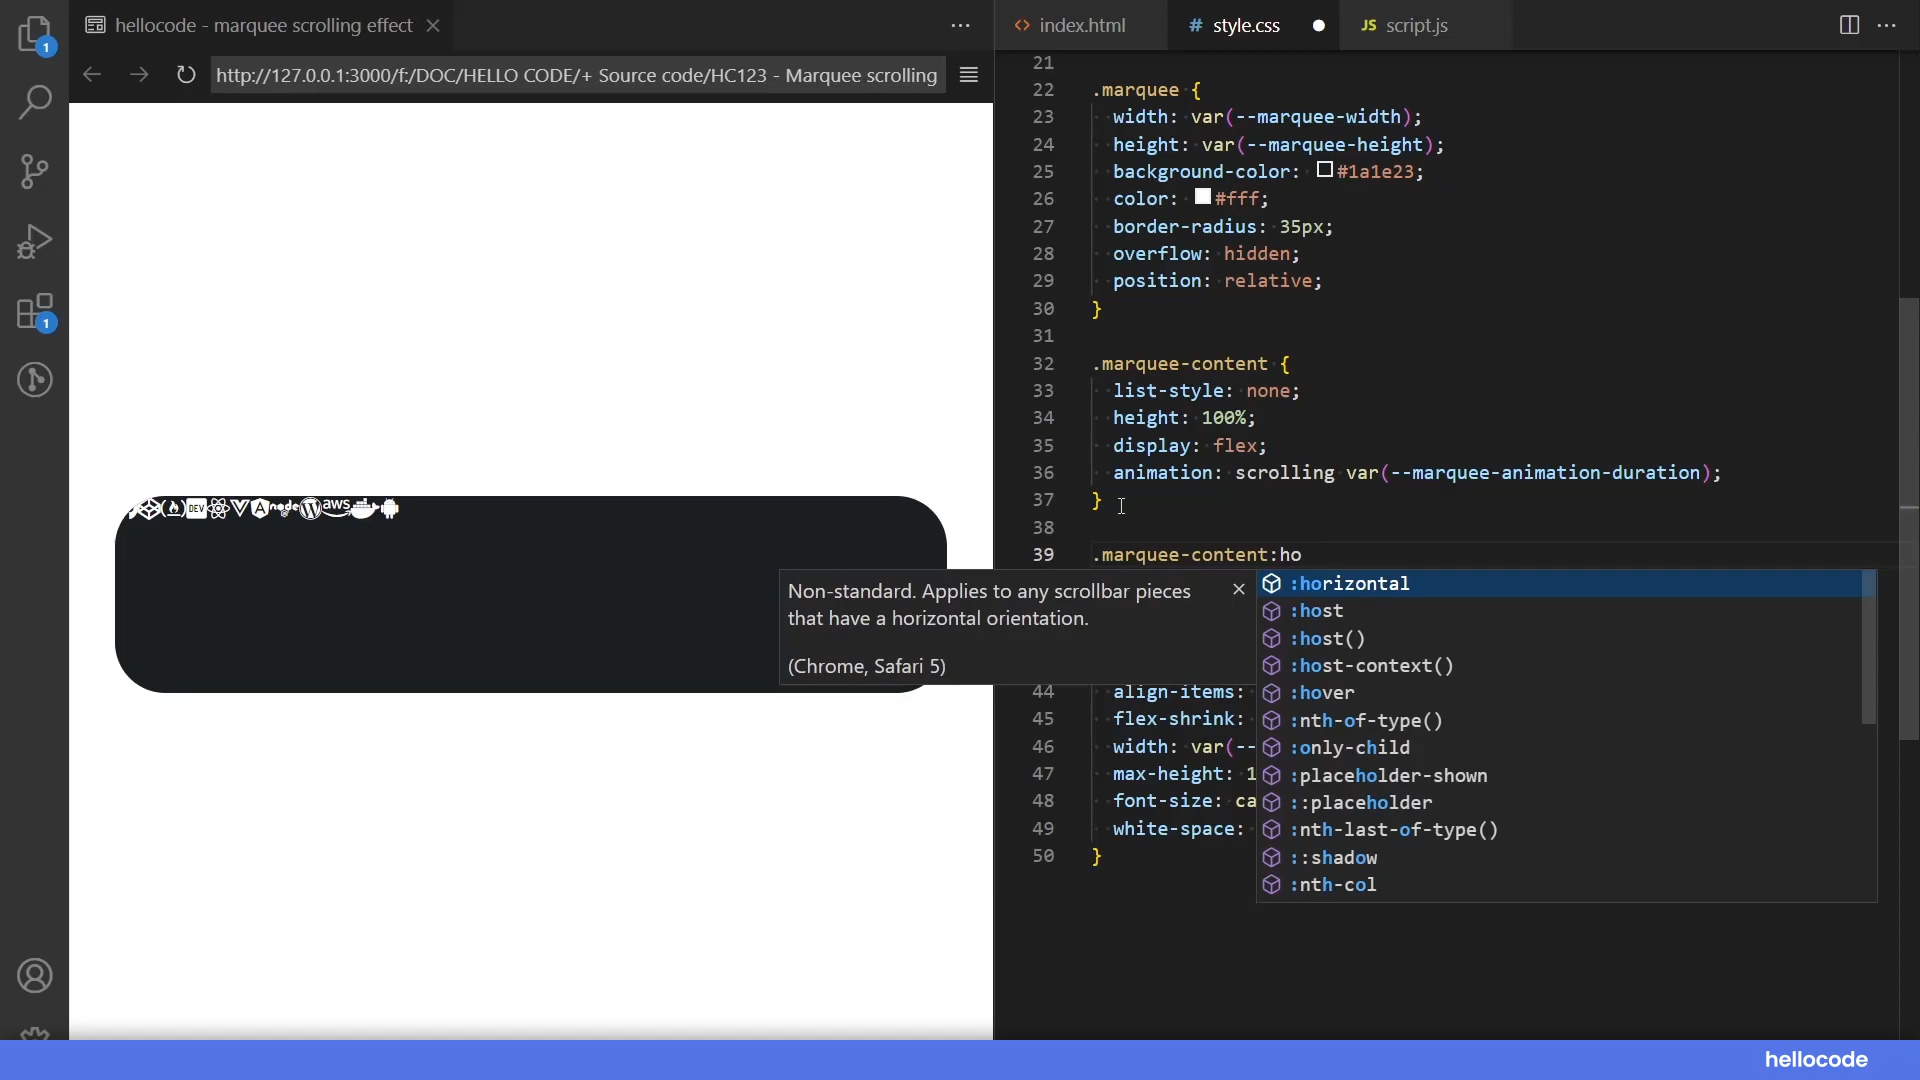 1
1
hellocode - marquee scrolling effect
http://127.0.0.1:3000/f:/DOC/HELLO CODE/+ Source code/HC123 - Marquee scrolling
DEV
node
aws
index.html
# style.css
JS script.js
21
22 .marquee {
23 width: var(--marquee-width);
24 height: var(--marquee-height);
25 background-color: #1a1e23;
26 color: #fff;
27 border-radius: 35px;
28 overflow: hidden;
29 position: relative;
30 }
31
32 .marquee-content {
33 list-style: none;
34 height: 100%;
35 display: flex;
36 animation: scrolling var(--marquee-animation-duration);
37 }
38
39 .marquee-content:ho
Non-standard. Applies to any scrollbar pieces
that have a horizontal orientation.
(Chrome, Safari 5)
:horizontal
:host
:host()
:host-context()
:hover
:nth-of-type()
:only-child
:placeholder-shown
::placeholder
:nth-last-of-type()
::shadow
:nth-col
44 align-items:
45 flex-shrink:
46 width: var(--
47 max-height: 1
48 font-size: ca
49 white-space:
50 }
hellocode